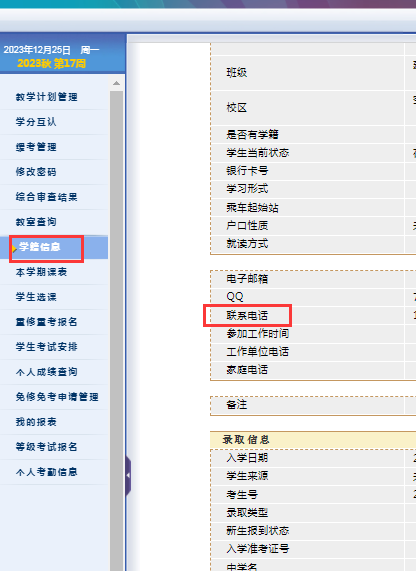 2023年12月25日 周一
2023秋 第17周
教学计划管理
学分互认
缓考管理
修改密码
综合审查结果
教室查询
学籍信息
本学期课表
学生选课
重修重考报名
学生考试安排
个人成绩查询
免修免考申请管理
我的报表
等级考试报名
个人考勤信息
班级
校区
是否有学籍
学生当前状态
银行卡号
学习形式
乘车起始站
户口性质
就读方式
电子邮箱
QQ
联系电话
参加工作时间
工作单位电话
家庭电话
备注
录取信息
入学日期
学生来源
考生号
录取类型
新生报到状态
入学准考证号
中学名